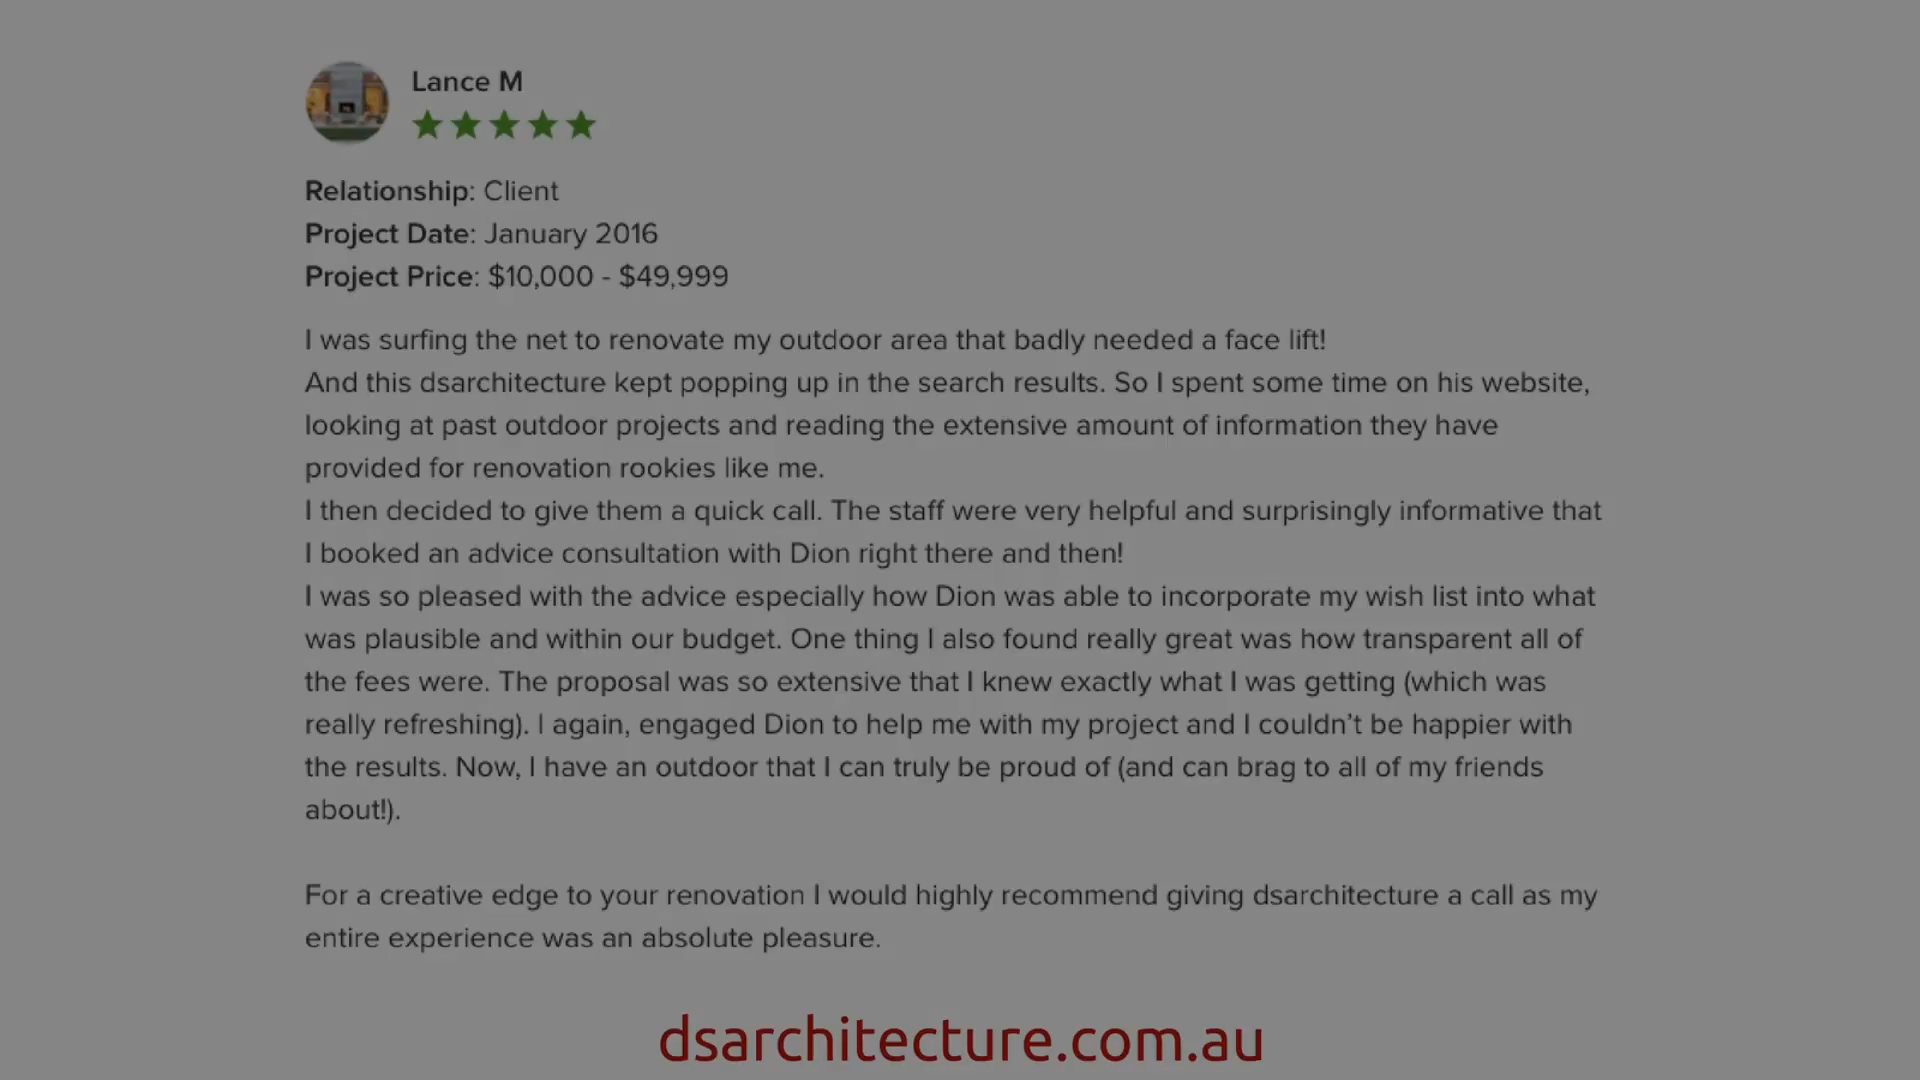 Lance M
Relationship: Client
Project Date: January 2016
Project Price: $10,000 - $49,999
I was surfing the net to renovate my outdoor area that badly needed a face lift!
And this dsarchitecture kept popping up in the search results. So I spent some time on his website,
looking at past outdoor projects and reading the extensive amount of information they have
provided for renovation rookies like me.
I then decided to give them a quick call. The staff were very helpful and surprisingly informative that
I booked an advice consultation with Dion right there and then!
I was so pleased with the advice especially how Dion was able to incorporate my wish list into what
was plausible and within our budget. One thing I also found really great was how transparent all of
the fees were. The proposal was so extensive that I knew exactly what I was getting (which was
really refreshing). I again, engaged Dion to help me with my project and I couldn't be happier with
the results. Now, I have an outdoor that I can truly be proud of (and can brag to all of my friends
about!).
For a creative edge to your renovation I would highly recommend giving dsarchitecture a call as my
entire experience was an absolute pleasure.
dsarchitecture.com.au